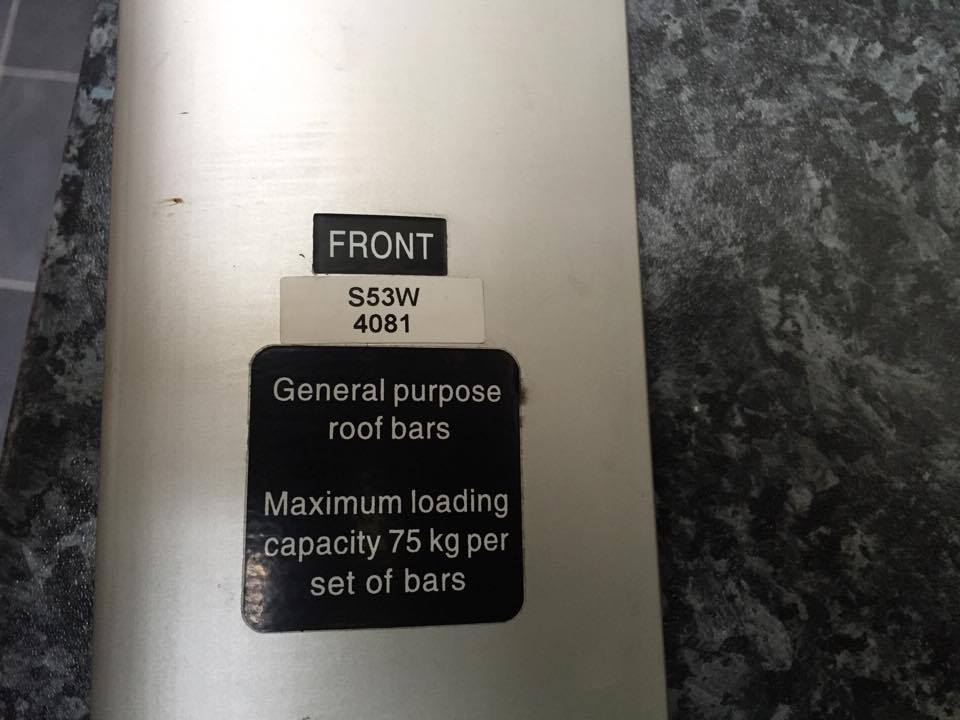 FRONT
S53W
4081
General purpose
roof bars
Maximum loading
capacity 75 kg per
set of bars